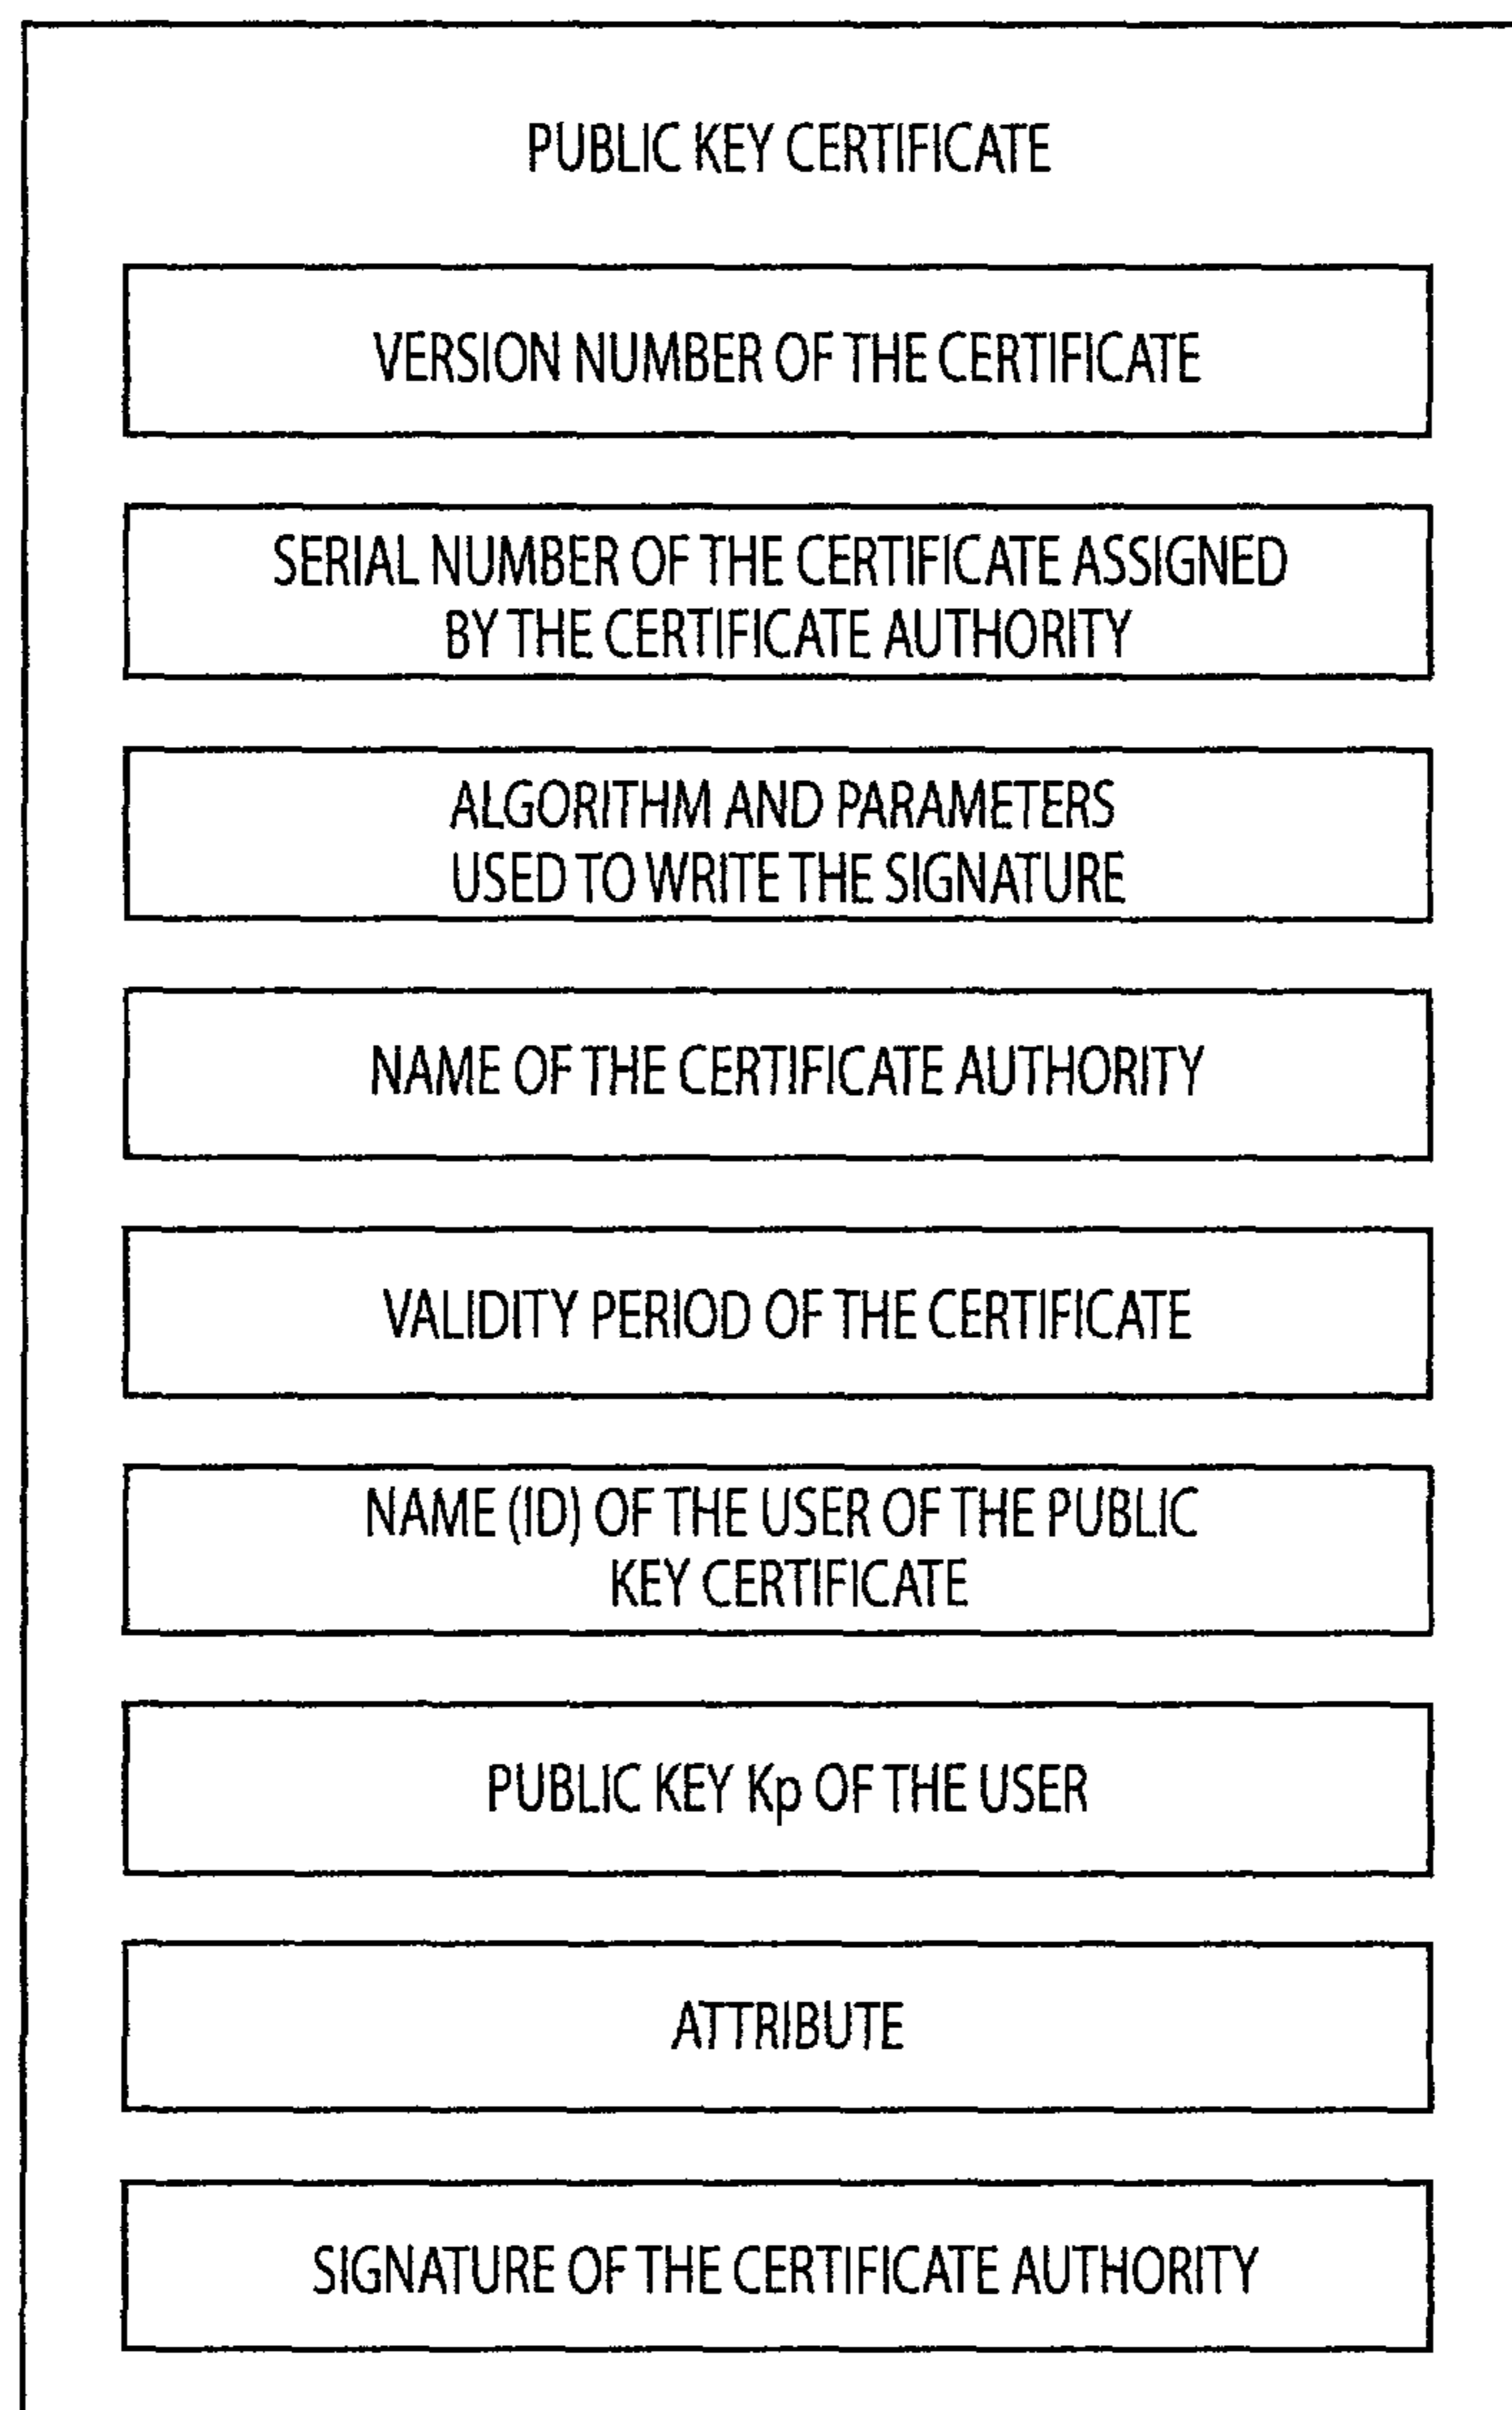 PUBLIC KEY CERTIFICATE
VERSION NUMBER OF THE CERTIFICATE
SERIAL NUMBER OF THE CERTIFICATE ASSIGNED
BY THE CERTIFICATE AUTHORITY
ALGORITHM AND PARAMETERS
USED TO WRITE THE SIGNATURE
NAME OF THE CERTIFICATE AUTHORITY
VALIDITY PERIOD OF THE CERTIFICATE
NAME (ID) OF THE USER OF THE PUBLIC
KEY CERTIFICATE
PUBLIC KEY Kp OF THE USER
ATTRIBUTE
SIGNATURE OF THE CERTIFICATE AUTHORITY